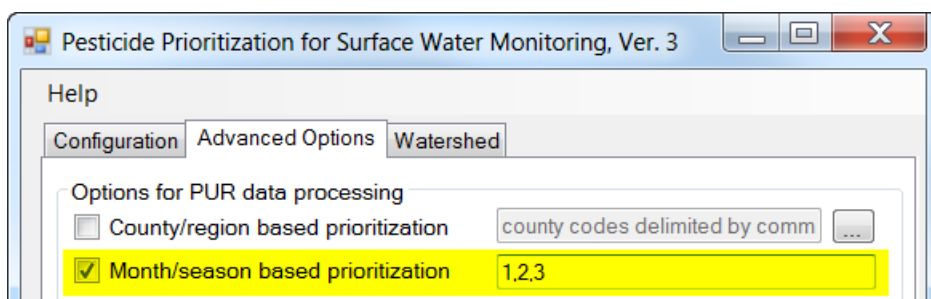 Pesticide Prioritization for Surface Water Monitoring, Ver. 3
Help
Configuration Advanced Options Watershed
Options for PUR data processing
County/region based prioritization county codes delimited by comm ...
Month/season based prioritization 1,2,3